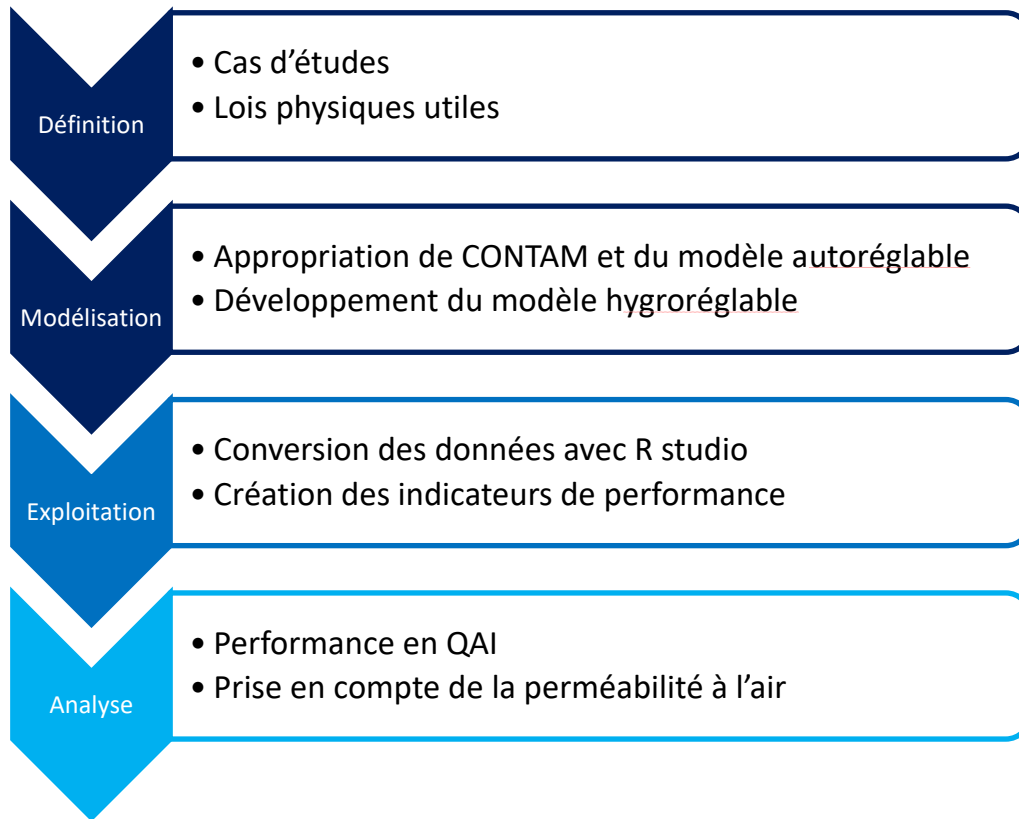 Définition
• Cas d’études
• Lois physiques utiles
Modélisation
• Appropriation de CONTAM et du modèle autoréglable
• Développement du modèle hygroréglable
Exploitation
• Conversion des données avec R studio
• Création des indicateurs de performance
Analyse
• Performance en QAI
• Prise en compte de la perméabilité à l’air